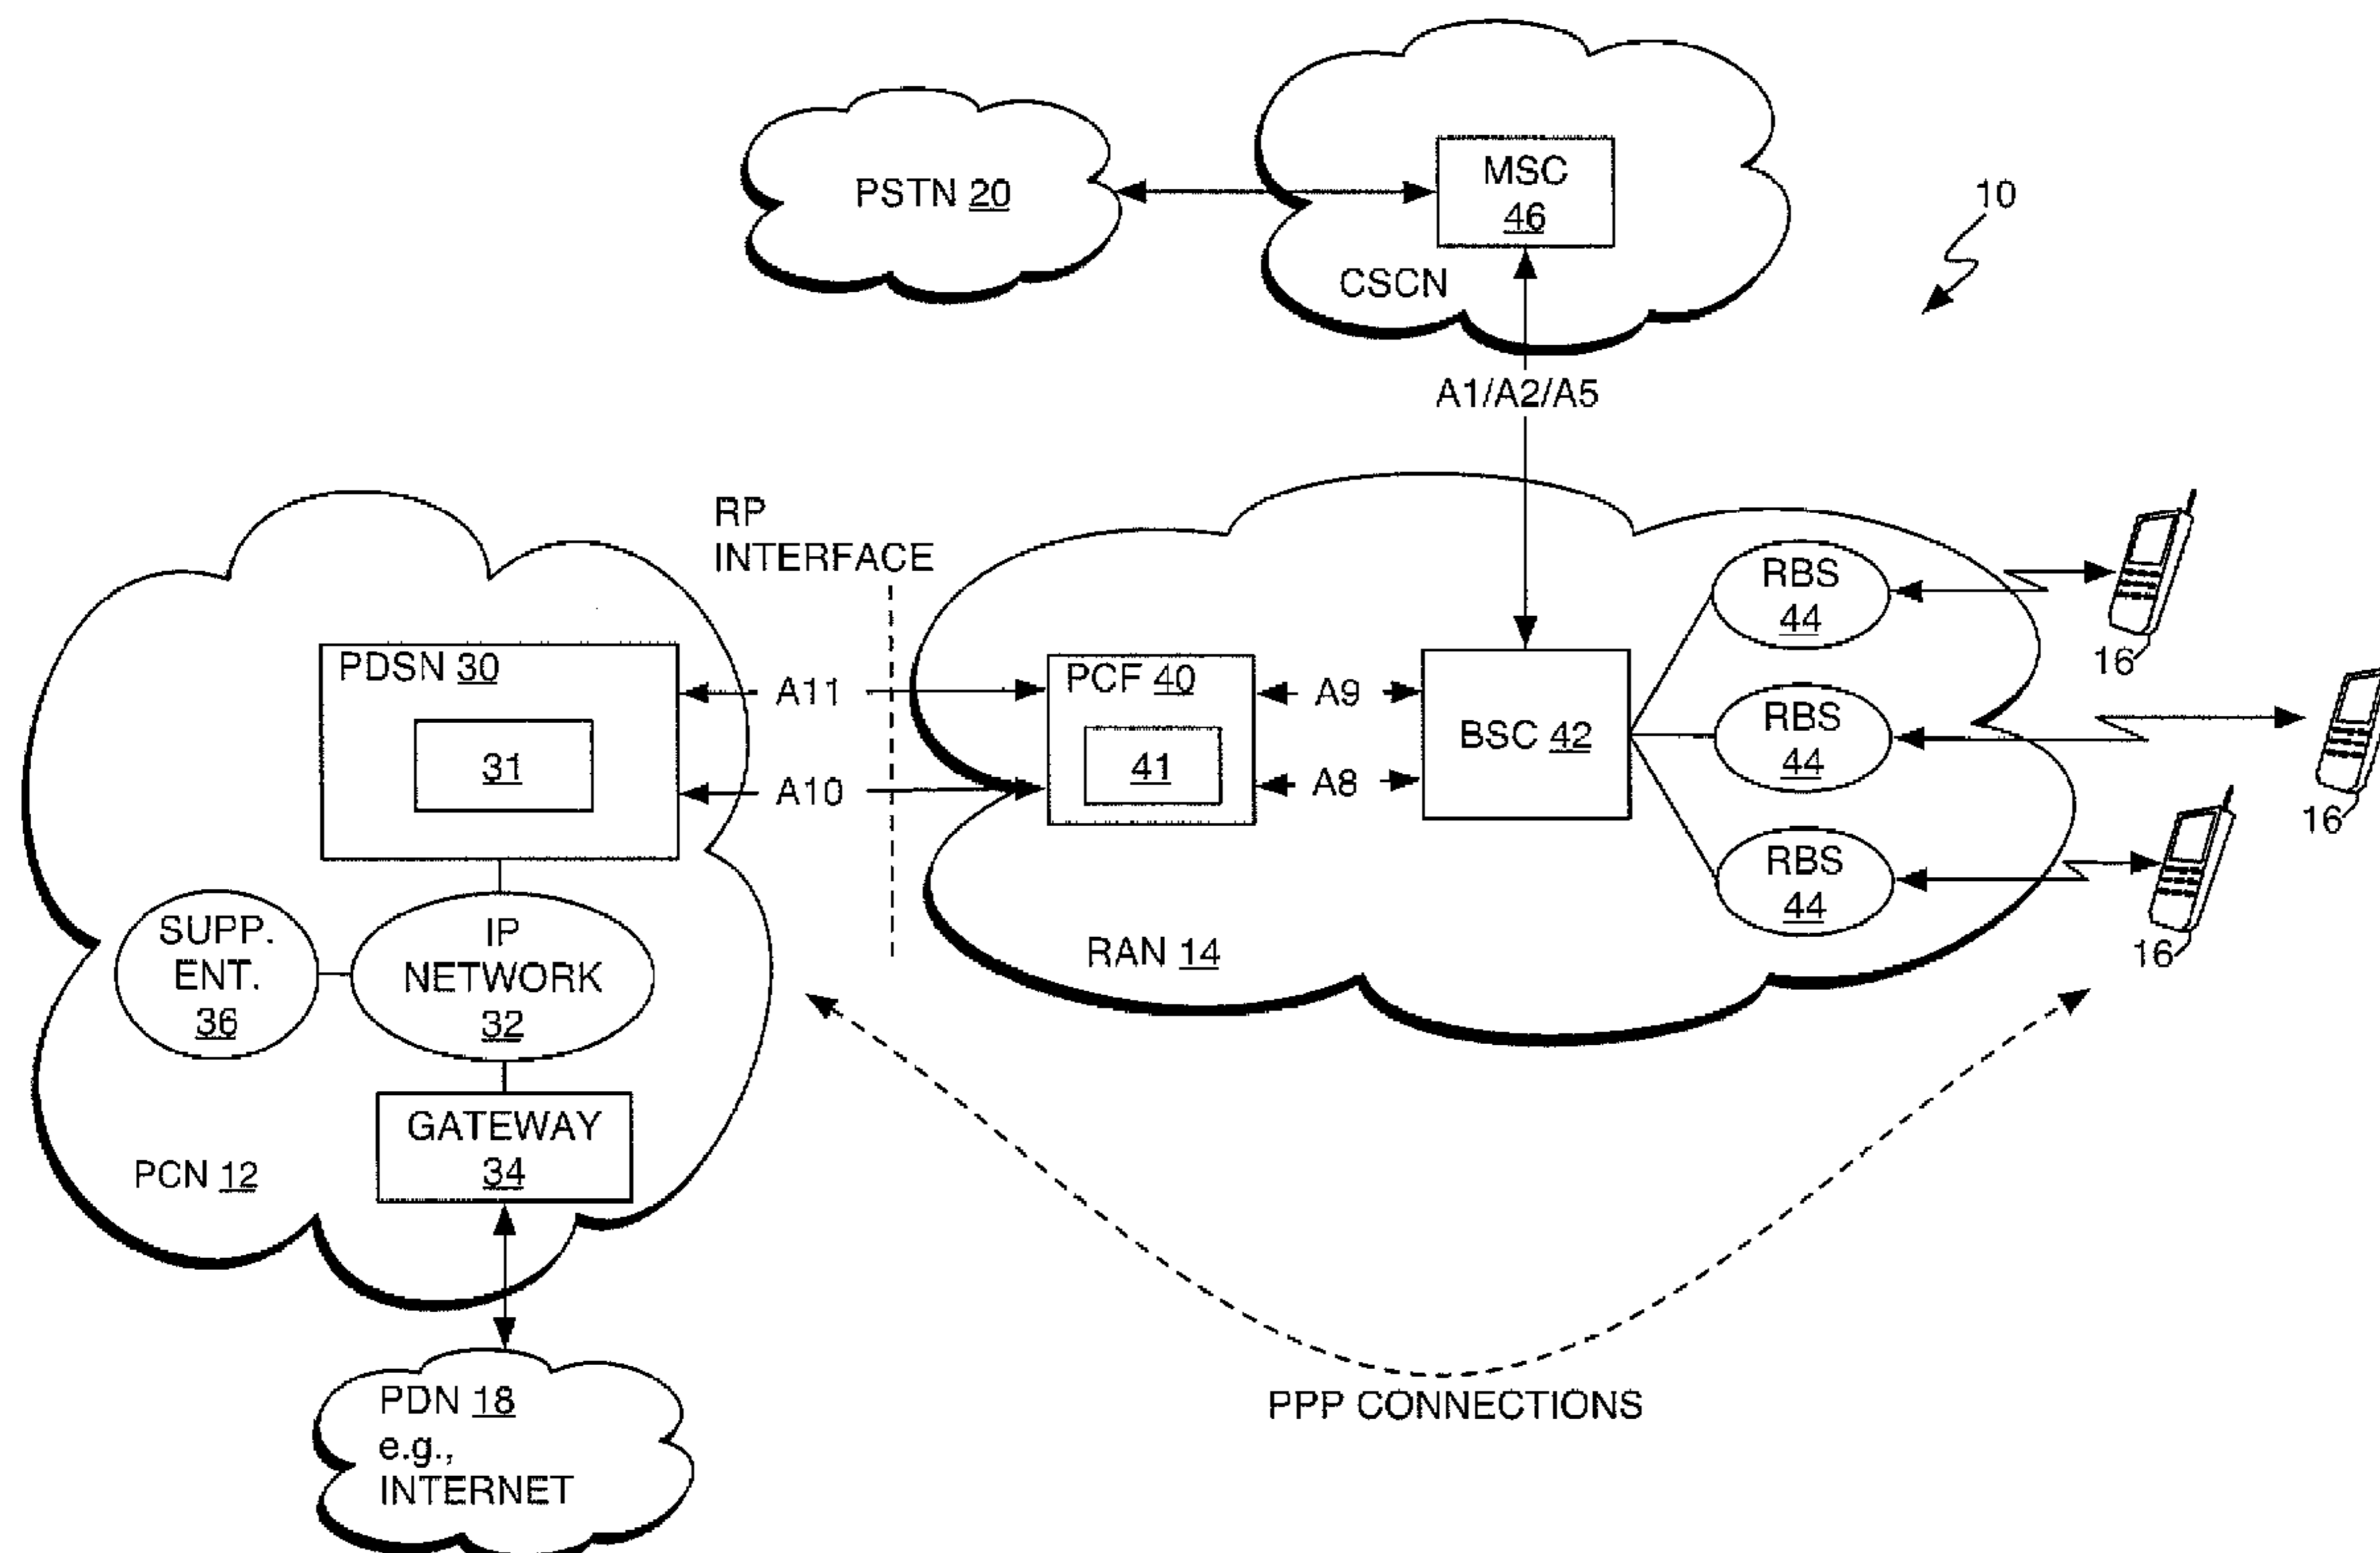 PSTN 20
MSC
46
CSCN
10
A1/A2/A5
RP
INTERFACE
PDSN 30
31
A11
A10
PCF 40
41
A9
A8
BSC 42
RBS
44
RBS
44
RBS
44
16
16
16
RAN 14
SUPP.
ENT.
36
IP
NETWORK
32
GATEWAY
34
PCN 12
PDN 18
e.g.,
INTERNET
PPP CONNECTIONS